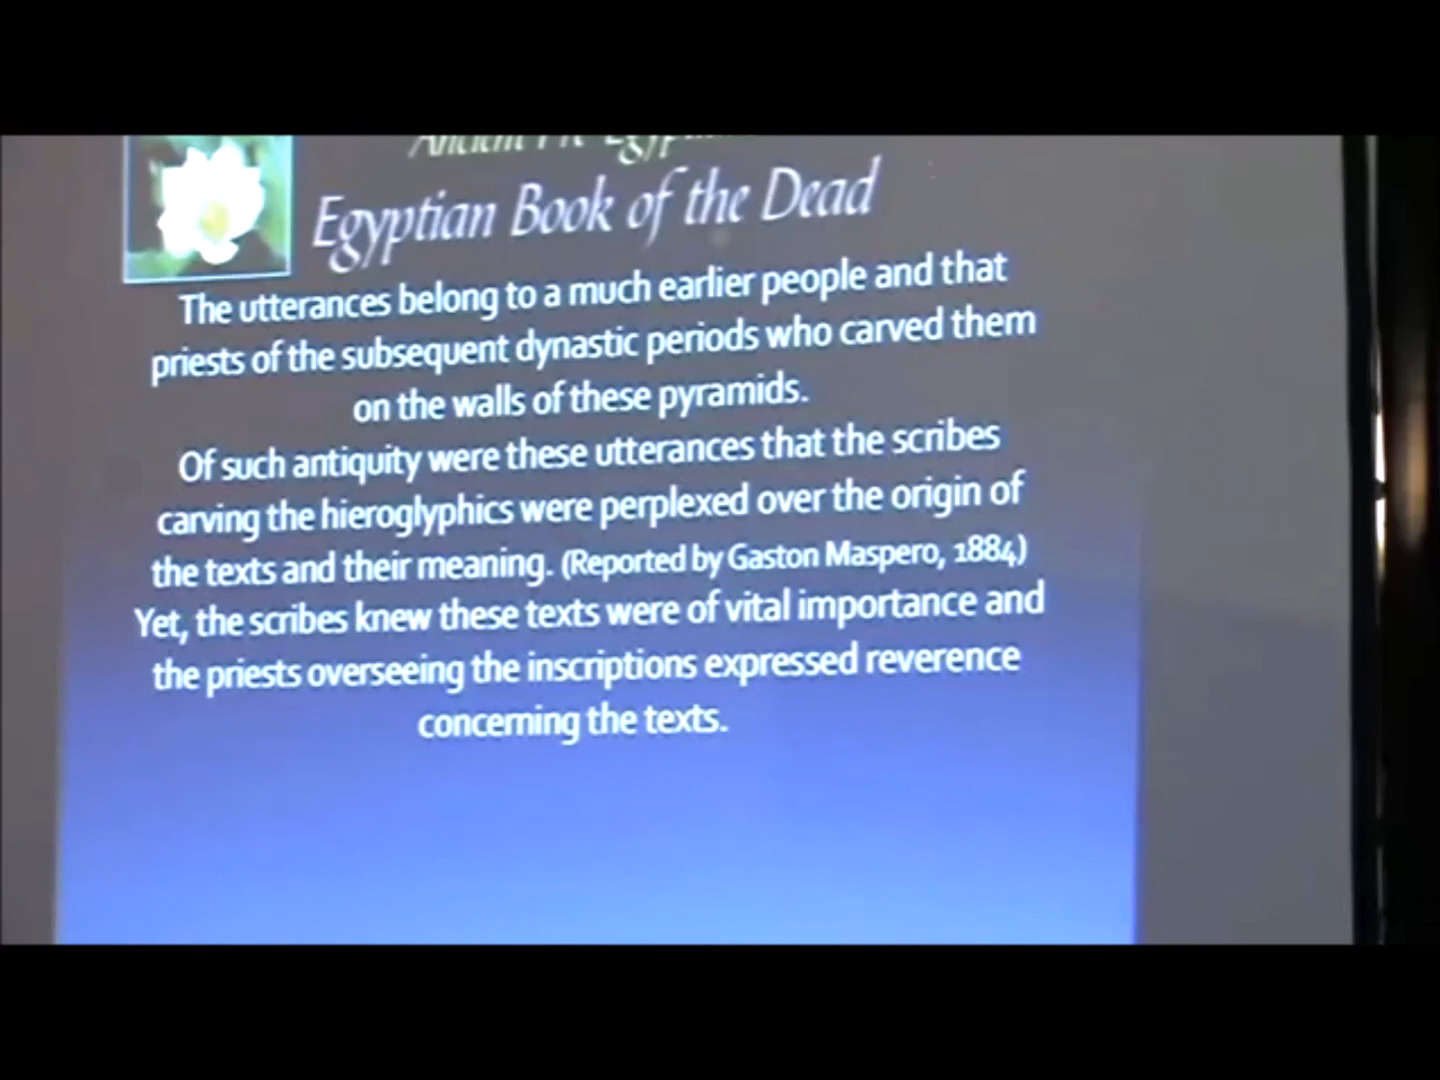 Ancient Pre-Egyptian
Egyptian Book of the Dead
The utterances belong to a much earlier people and that
priests of the subsequent dynastic periods who carved them
on the walls of these pyramids.
Of such antiquity were these utterances that the scribes
carving the hieroglyphics were perplexed over the origin of
the texts and their meaning. (Reported by Gaston Maspero, 1884)
Yet, the scribes knew these texts were of vital importance and
the priests overseeing the inscriptions expressed reverence
concerning the texts.